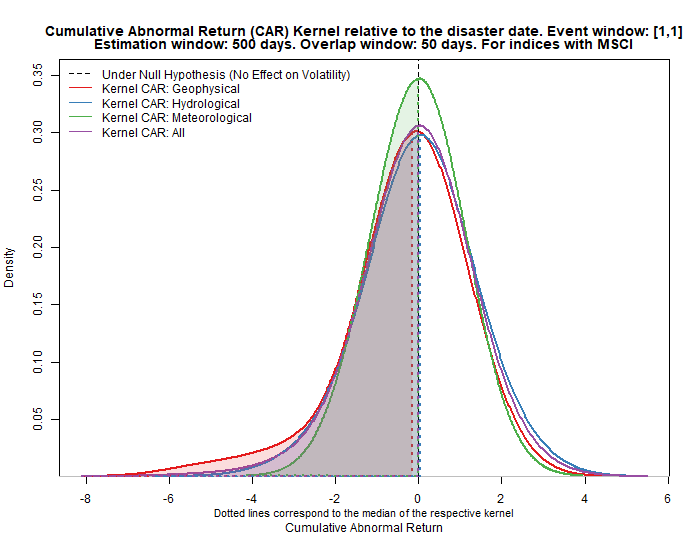 Cumulative Abnormal Return (CAR) Kernel relative to the disaster date. Event window: [1,1]
Estimation window: 500 days. Overlap window: 50 days. For indices with MSCI
Under Null Hypothesis (No Effect on Volatility)
Kernel CAR: Geophysical
Kernel CAR: Hydrological
Kernel CAR: Meteorological
Kernel CAR: All
0.35
0.30
0.25
0.20
0.15
0.10
0.05
Density
-8 -6 -4 -2 0 2 4 6
Dotted lines correspond to the median of the respective kernel
Cumulative Abnormal Return